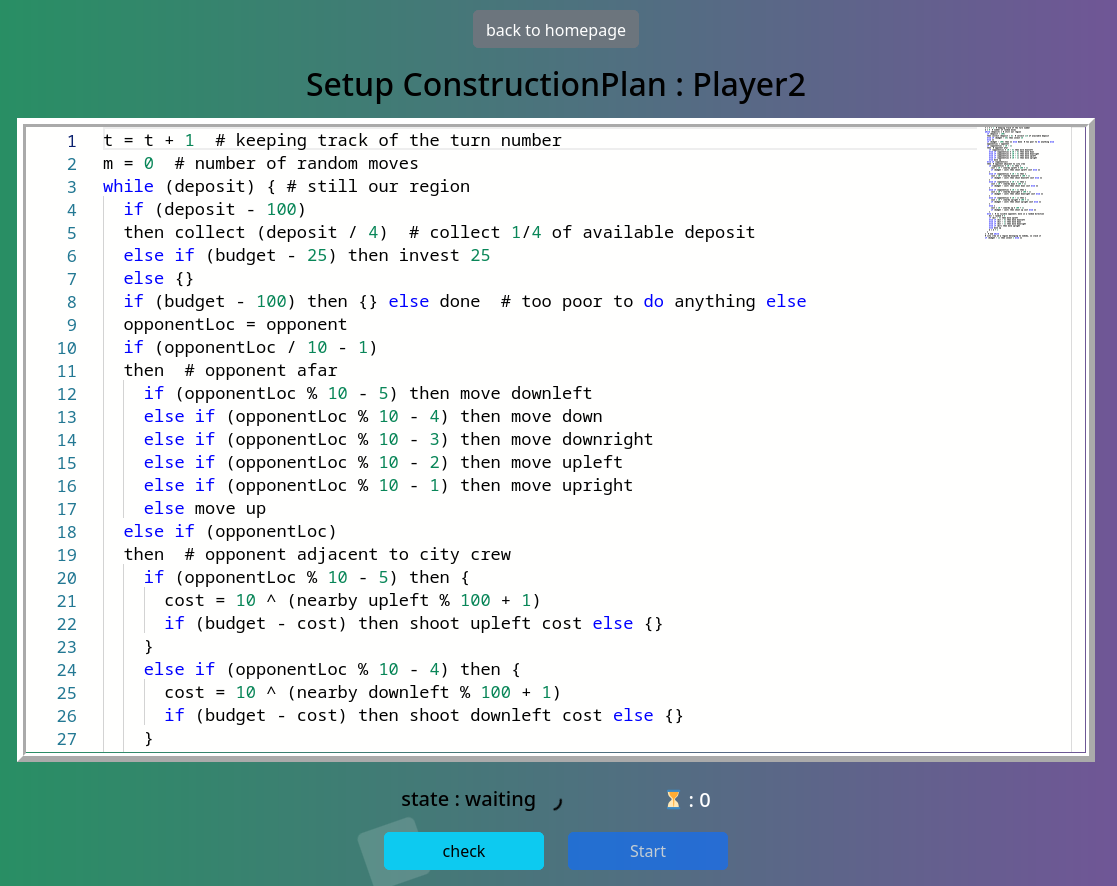 back to homepage
Setup ConstructionPlan : Player2
1 t = t + 1  # keeping track of the turn number
2 m = 0  # number of random moves
3 while (deposit) { # still our region
4   if (deposit - 100)
5   then collect (deposit / 4)  # collect 1/4 of available deposit
6   else if (budget - 25) then invest 25
7   else {}
8   if (budget - 100) then {} else done  # too poor to do anything else
9   opponentLoc = opponent
10   if (opponentLoc / 10 - 1)
11   then  # opponent afar
12     if (opponentLoc % 10 - 5) then move downleft
13     else if (opponentLoc % 10 - 4) then move down
14     else if (opponentLoc % 10 - 3) then move downright
15     else if (opponentLoc % 10 - 2) then move upleft
16     else if (opponentLoc % 10 - 1) then move upright
17     else move up
18   else if (opponentLoc)
19   then  # opponent adjacent to city crew
20     if (opponentLoc % 10 - 5) then {
21       cost = 10 ^ (nearby upleft % 100 + 1)
22       if (budget - cost) then shoot upleft cost else {}
23     }
24     else if (opponentLoc % 10 - 4) then {
25       cost = 10 ^ (nearby downleft % 100 + 1)
26       if (budget - cost) then shoot downleft cost else {}
27     }
state : waiting
⏳ : 0
check
Start